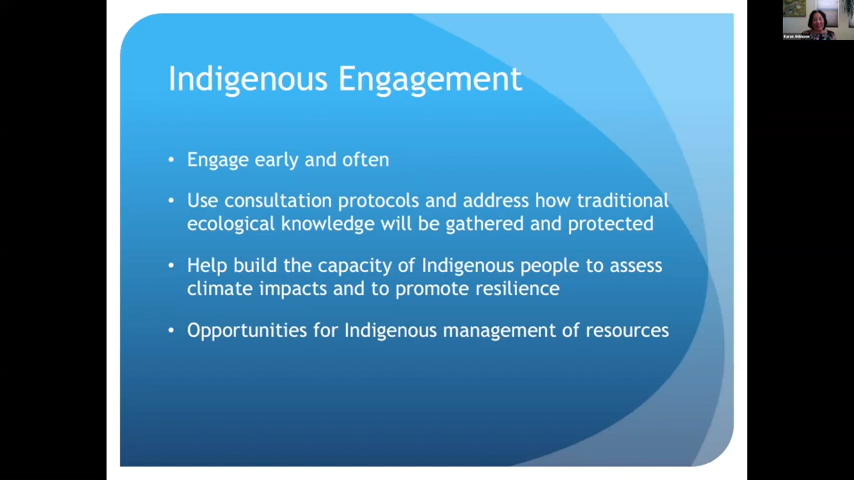 Indigenous Engagement
• Engage early and often
• Use consultation protocols and address how traditional
ecological knowledge will be gathered and protected
• Help build the capacity of Indigenous people to assess
climate impacts and to promote resilience
• Opportunities for Indigenous management of resources